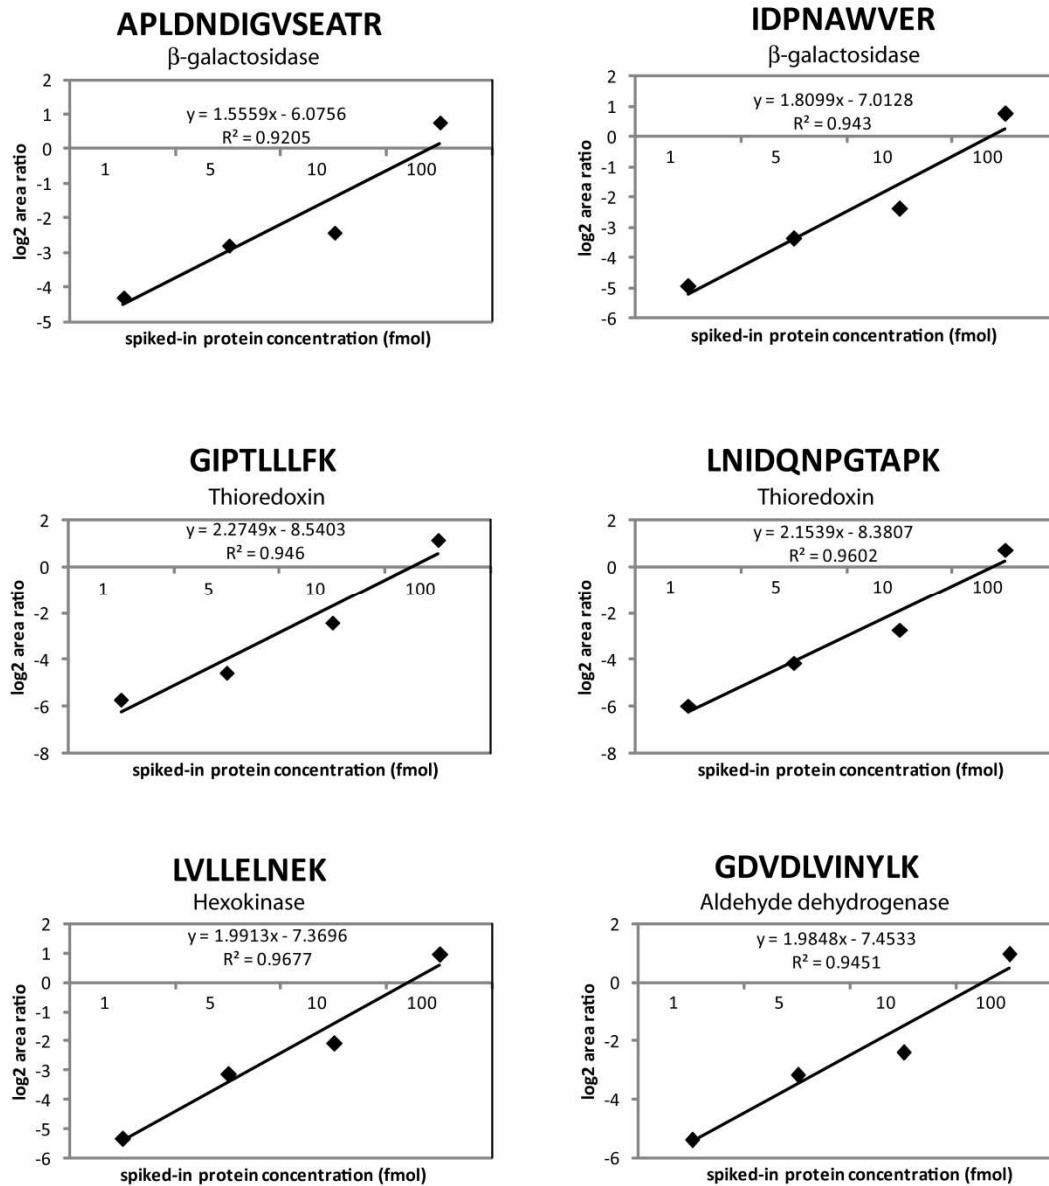 APLDNDIGVSEATR
β-galactosidase
2
1
0
-1
-2
-3
-4
-5
y = 1.5559x - 6.0756
R² = 0.9205
1 5 10 100
log2 area ratio
spiked-in protein concentration (fmol)
IDPNAWVER
β-galactosidase
2
1
0
-1
-2
-3
-4
-5
-6
y = 1.8099x - 7.0128
R² = 0.943
1 5 10 100
log2 area ratio
spiked-in protein concentration (fmol)
GIPTLLLFK
Thioredoxin
2
0
-2
-4
-6
-8
y = 2.2749x - 8.5403
R² = 0.946
1 5 10 100
log2 area ratio
spiked-in protein concentration (fmol)
LNIDQNPGTAPK
Thioredoxin
2
0
-2
-4
-6
-8
y = 2.1539x - 8.3807
R² = 0.9602
1 5 10 100
log2 area ratio
spiked-in protein concentration (fmol)
LVLLELNEK
Hexokinase
2
1
0
-1
-2
-3
-4
-5
-6
y = 1.9913x - 7.3696
R² = 0.9677
1 5 10 100
log2 area ratio
spiked-in protein concentration (fmol)
GDVDLVINYLK
Aldehyde dehydrogenase
2
0
-2
-4
-6
y = 1.9848x - 7.4533
R² = 0.9451
1 5 10 100
log2 area ratio
spiked-in protein concentration (fmol)